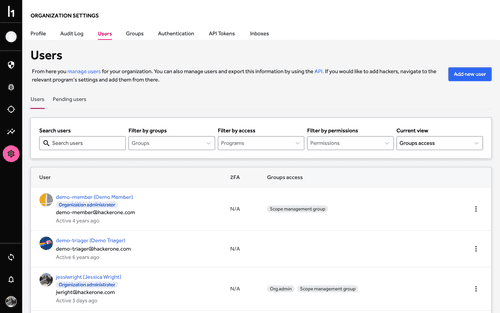 ORGANIZATION SETTINGS
Profile Audit Log Users Groups Authentication API Tokens Inboxes
Users
From here you manage users for your organization. You can also manage users and export this information by using the API. If you would like to add hackers, navigate to
the relevant program's settings and add them from there.
Add new user
Users Pending users
Search users Filter by groups Filter by access Filter by permissions Current view
Search users Groups Programs Permissions Groups access
User 2FA Groups access
demo-member (Demo Member)
Organization administrator
demo-member@hackerone.com N/A Scope management group
Active 4 years ago
demo-triager (Demo Triager)
demo-triager@hackerone.com N/A
Active 6 years ago
jesslwright (Jessica Wright)
Organization administrator
jwright@hackerone.com N/A Org admin Scope management group
Active 3 days ago